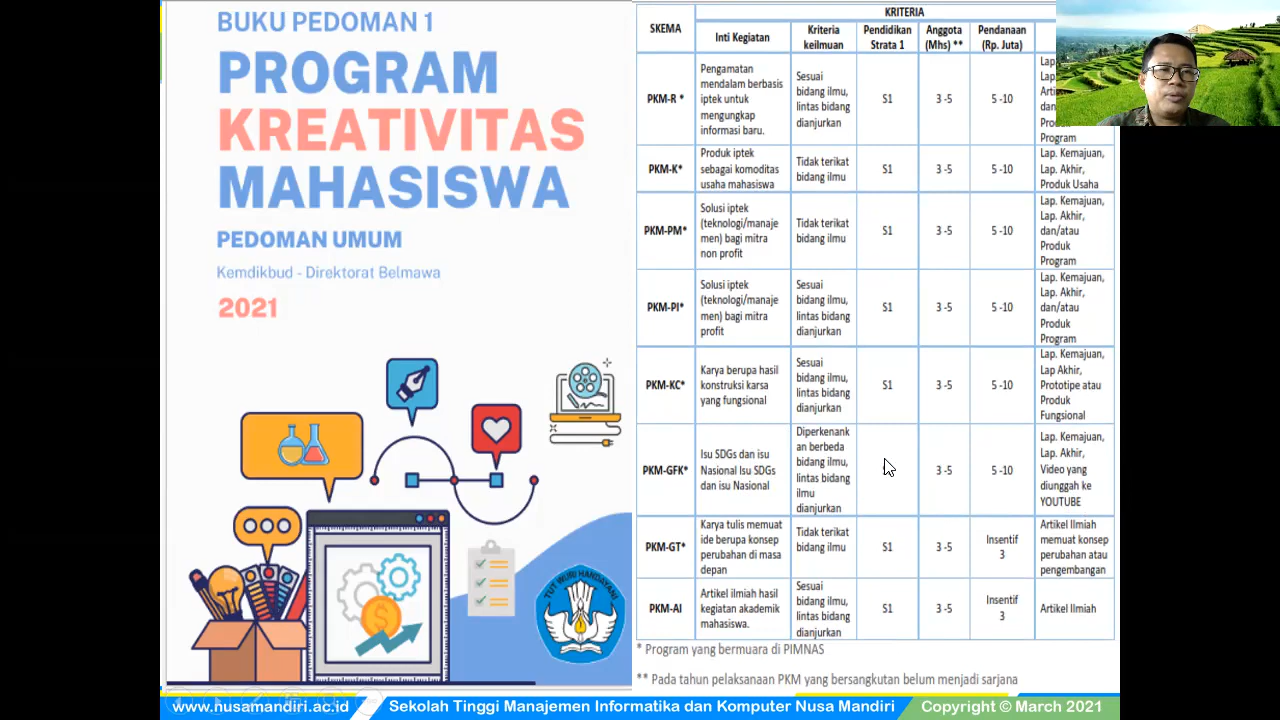 BUKU PEDOMAN 1
PROGRAM
KREATIVITAS
MAHASISWA
PEDOMAN UMUM
Kemdikbud - Direktorat Belmawa
2021
TUT WURI HANDAYANI
SKEMA
KRITERIA
Inti Kegiatan
Kriteria
keilmuan
Pendidikan
Strata 1
Anggota
(Mhs) **
Pendanaan
(Rp. Juta)
PKM-R *
Pengamatan
mendalam berbasis
iptek untuk
mengungkap
informasi baru.
Sesuai
bidang ilmu,
lintas bidang
dianjurkan
S1
3 -5
5 -10
Program
PKM-K*
Produk iptek
sebagai komoditas
usaha mahasiswa
Tidak terikat
bidang ilmu
S1
3 -5
5 -10
Lap. Kemajuan,
Lap. Akhir,
Produk Usaha
PKM-PM*
Solusi iptek
(teknologi/manaje
men) bagi mitra
non profit
Tidak terikat
bidang ilmu
S1
3 -5
5 -10
Lap. Kemajuan,
Lap. Akhir,
dan/atau
Produk
Program
PKM-PI*
Solusi iptek
(teknologi/manaje
men) bagi mitra
profit
Sesuai
bidang ilmu,
lintas bidang
dianjurkan
S1
3 -5
5 -10
Lap. Kemajuan,
Lap. Akhir,
dan/atau
Produk
Program
PKM-KC*
Karya berupa hasil
konstruksi karsa
yang fungsional
Sesuai
bidang ilmu,
lintas bidang
dianjurkan
S1
3 -5
5 -10
Lap. Kemajuan,
Lap Akhir,
Prototipe atau
Produk
Fungsional
PKM-GFK*
Isu SDGs dan isu
Nasional Isu SDGs
dan isu Nasional
Diperkenank
an berbeda
bidang ilmu,
lintas bidang
ilmu
dianjurkan
3 -5
5 -10
Lap. Kemajuan,
Lap. Akhir,
Video yang
diunggah ke
YOUTUBE
PKM-GT*
Karya tulis memuat
ide berupa konsep
perubahan di masa
depan
Tidak terikat
bidang ilmu
S1
3 -5
Insentif
3
Artikel Ilmiah
memuat konsep
perubahan atau
pengembangan
PKM-AI
Artikel ilmiah hasil
kegiatan akademik
mahasiswa.
Sesuai
bidang ilmu,
lintas bidang
dianjurkan
S1
3 -5
Insentif
3
Artikel Ilmiah
* Program yang bermuara di PIMNAS
** Pada tahun pelaksanaan PKM yang bersangkutan belum menjadi sarjana
www.nusamandiri.ac.id
Sekolah Tinggi Manajemen Informatika dan Komputer Nusa Mandiri
Copyright © March 2021